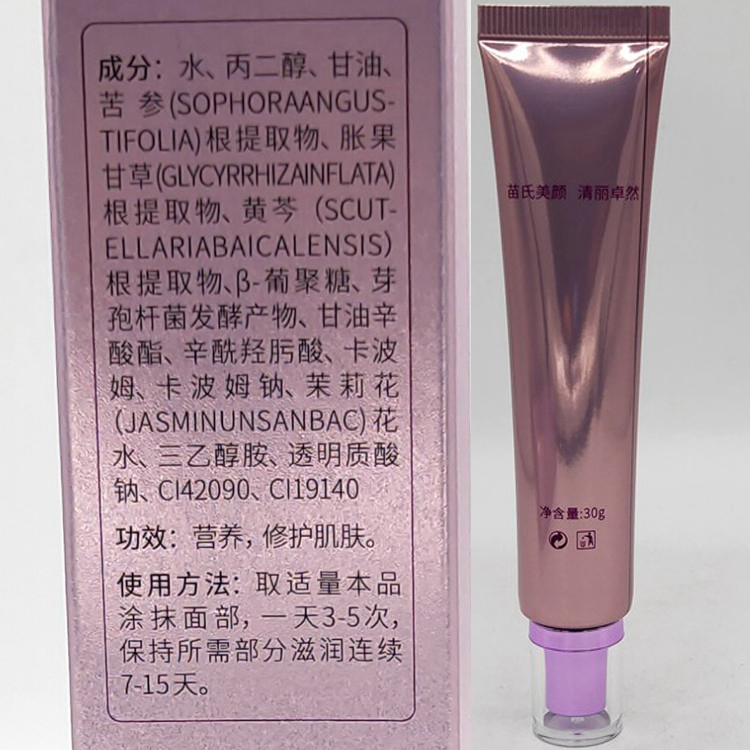 成分：水、丙二醇、甘油、
苦参(SOPHORAANGUS-
TIFOLIA)根提取物、胀果
甘草(GLYCYRRHIZAINFLATA)
根提取物、黄芩（SCUT-
ELLARIABAICALENSIS）
根提取物、β-葡聚糖、芽
孢杆菌发酵产物、甘油辛
酸酯、辛酰羟肟酸、卡波
姆、卡波姆钠、茉莉花
(JASMINUNSANBAC)花
水、三乙醇胺、透明质酸
钠、CI42090、CI19140
功效：营养，修护肌肤。
使用方法：取适量本品
涂抹面部，一天3-5次，
保持所需部分滋润连续
7-15天。
苗氏美颜 清丽卓然
净含量:30g